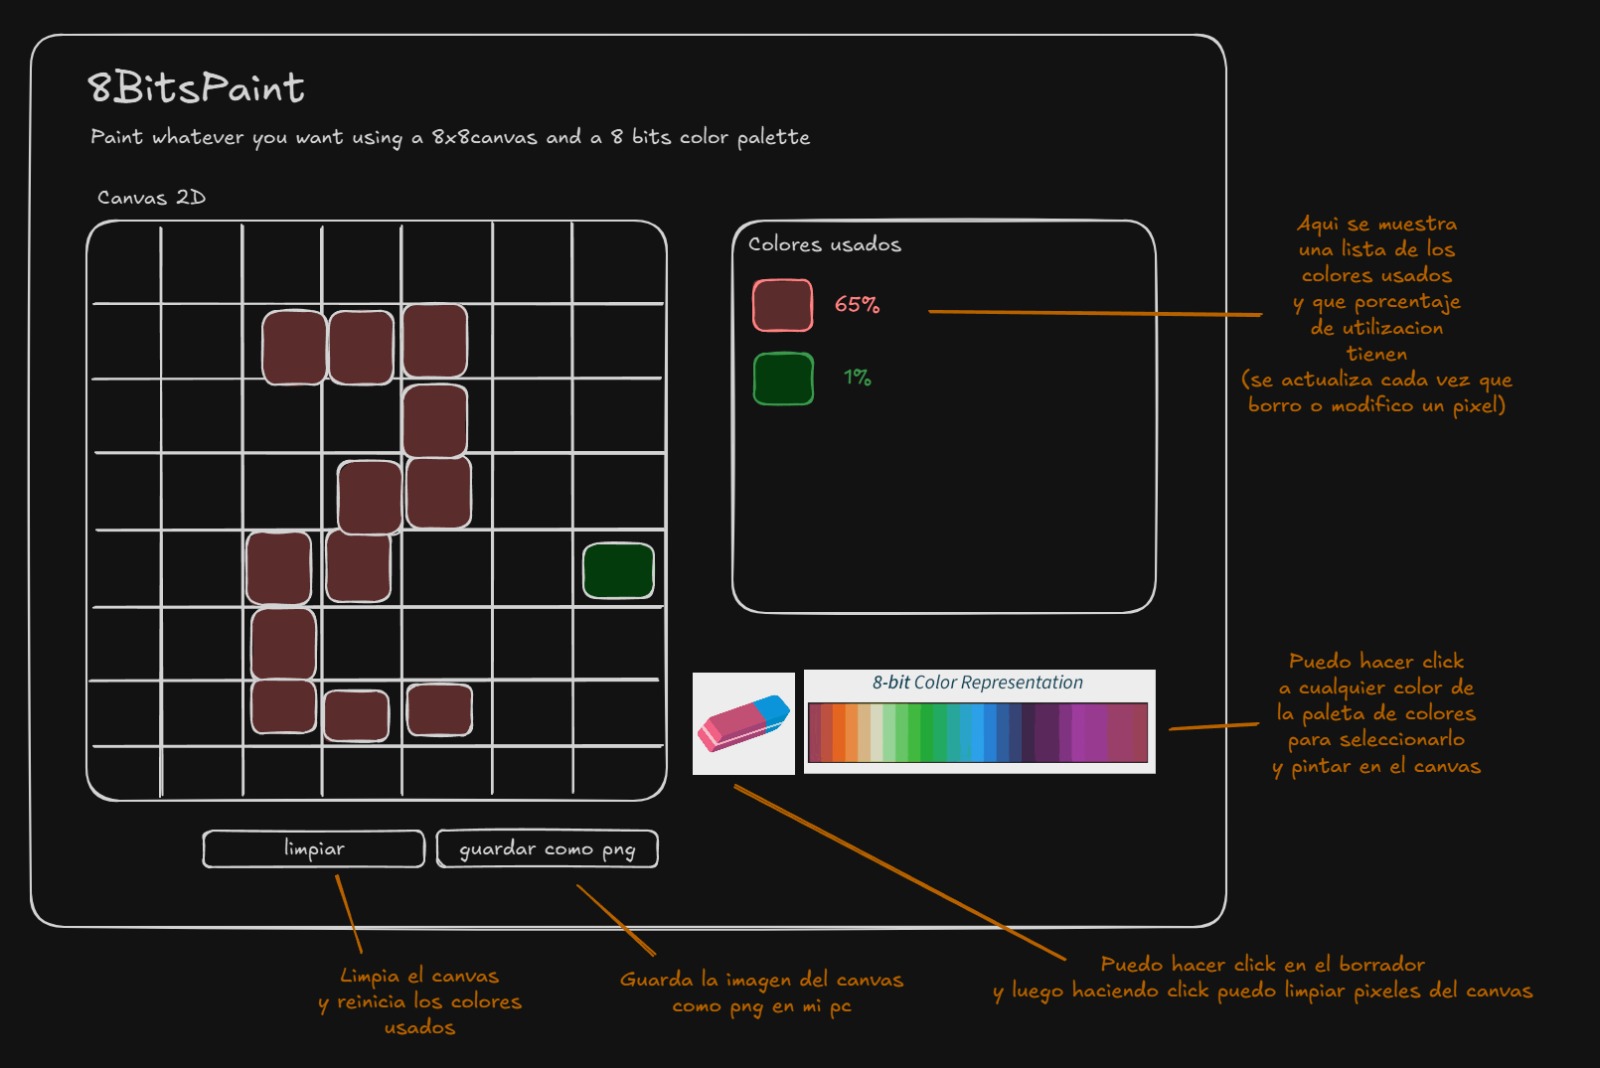 8BitsPaint
Paint whatever you want using a 8x8canvas and a 8 bits color palette
Canvas 2D
Colores usados
65%
1%
Aqui se muestra
una lista de los
colores usados
y que porcentaje
de utilizacion
tienen
(se actualiza cada vez que
borro o modifico un pixel)
8-bit Color Representation
Puedo hacer click
a cualquier color de
la paleta de colores
para seleccionarlo
y pintar en el canvas
limpiar
guardar como png
Limpia el canvas
y reinicia los colores
usados
Guarda la imagen del canvas
como png en mi pc
Puedo hacer click en el borrador
y luego haciendo click puedo limpiar pixeles del canvas